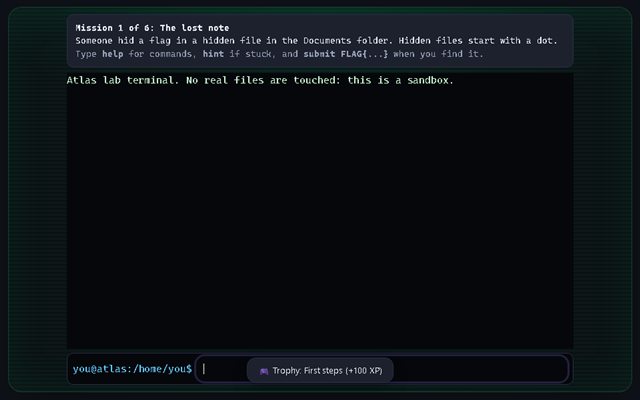 Mission 1 of 6: The lost note
Someone hid a flag in a hidden file in the Documents folder. Hidden files start with a dot.
Type help for commands, hint if stuck, and submit FLAG{...} when you find it.
Atlas lab terminal. No real files are touched: this is a sandbox.
you@atlas:/home/you$
Trophy: First steps (+100 XP)